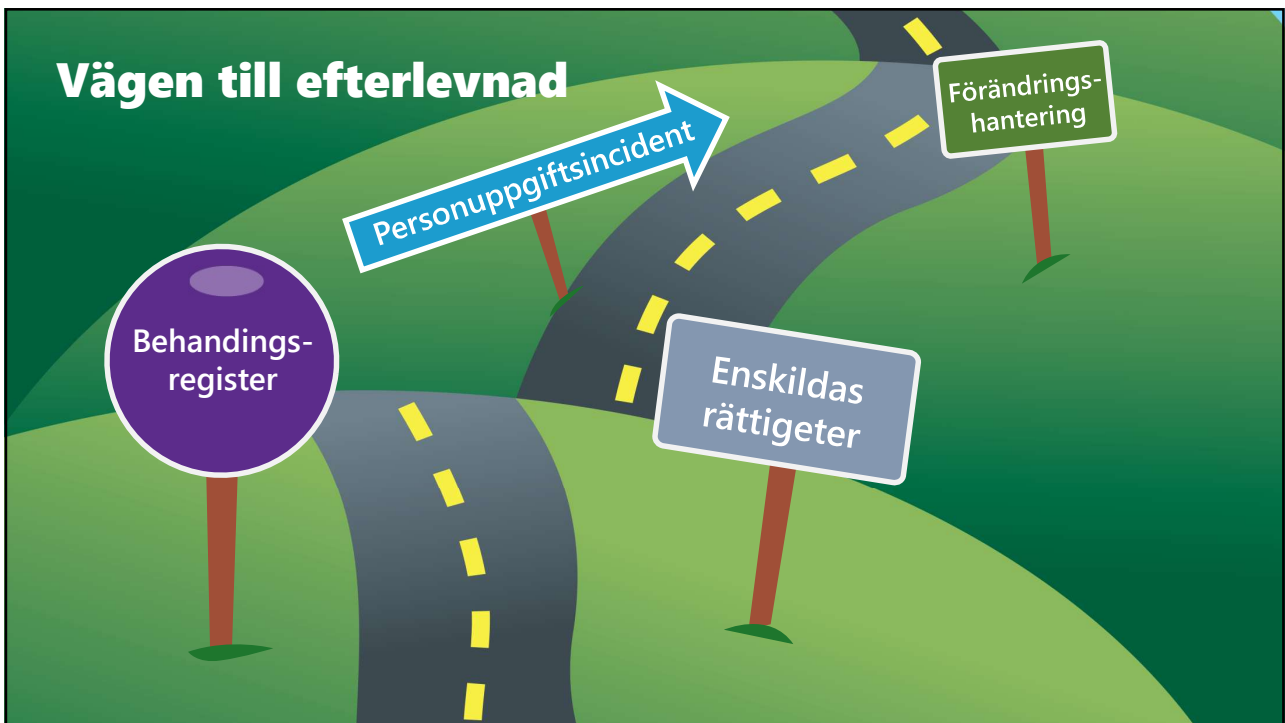 Vägen till efterlevnad
Förändrings-
hantering
Personuppgiftsincident
Behandings-
register
Enskildas
rättigeter